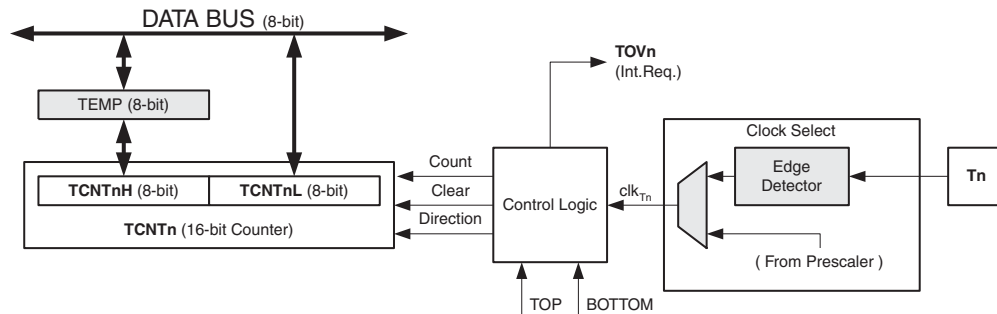 DATA BUS (8-bit)
TOVn
(Int.Req.)
TEMP (8-bit)
Clock Select
Count
Edge
Detector
Tn
TCNTnH (8-bit)
TCNTnL (8-bit)
Clear
Control Logic
clkTn
TCNTn (16-bit Counter)
Direction
( From Prescaler )
TOP
BOTTOM